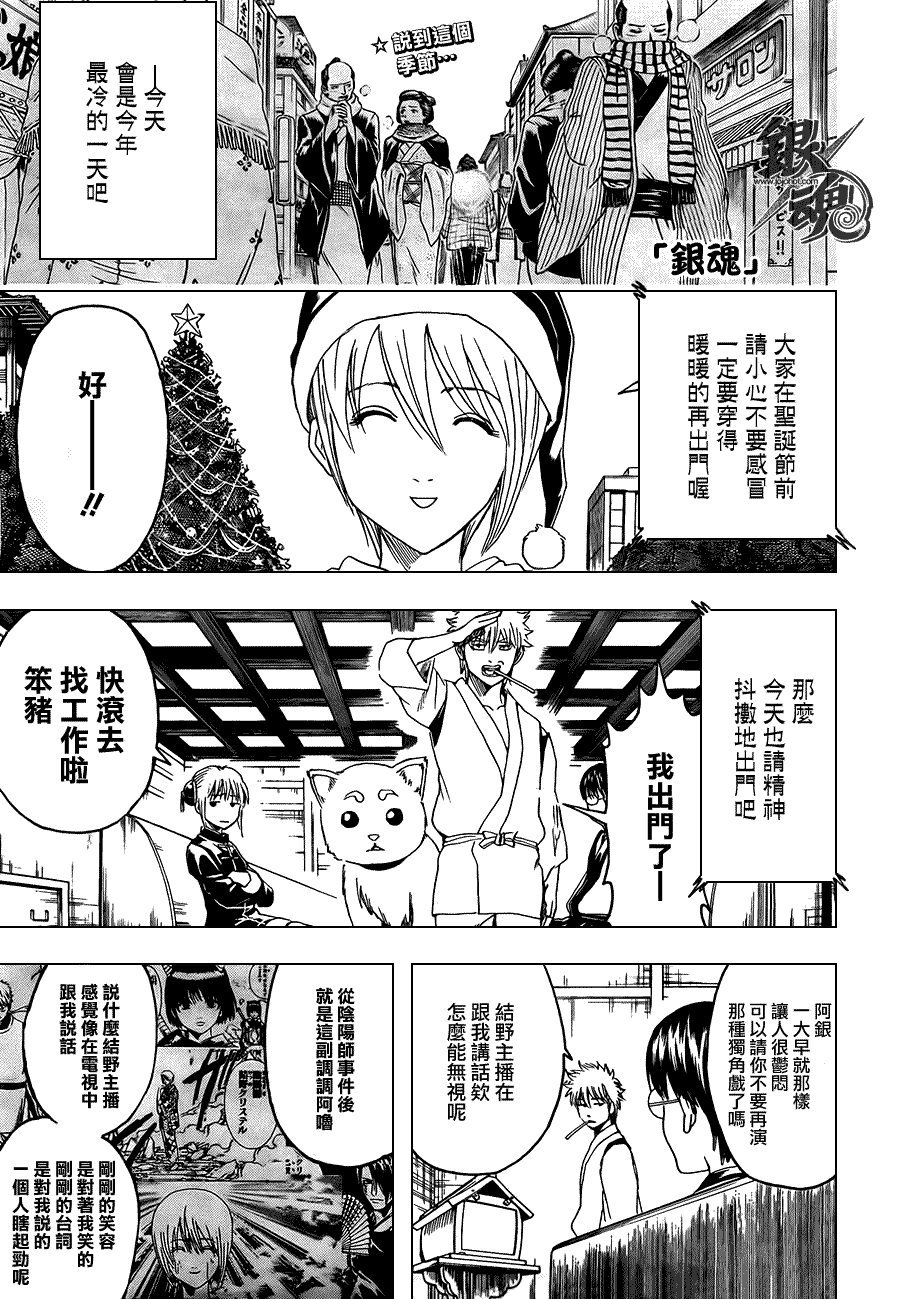 ☆說到這個
季節…
—今天
會是今年
最冷的一天吧
サロン
銀魂
www.jojohot.com
「銀魂」
大家在聖誕節前
請小心不要感冒
一定要穿得
暖暖的再出門喔
好——!!
那麼
今天也請精神
抖擻地出門吧
我出門了—
快滾去
找工作啦
笨豬
阿銀
一大早就那樣
讓人很鬱悶
可以請你不要再演
那種獨角戲了嗎
結野主播在
跟我講話欸
怎麼能無視呢
從陰陽師事件後
就是這副調調阿嚕
說什麼結野主播
感覺像在電視中
跟我說話
剛剛的笑容
是對著我笑的
剛剛的台詞
是對我說的
一個人瞎起勁呢